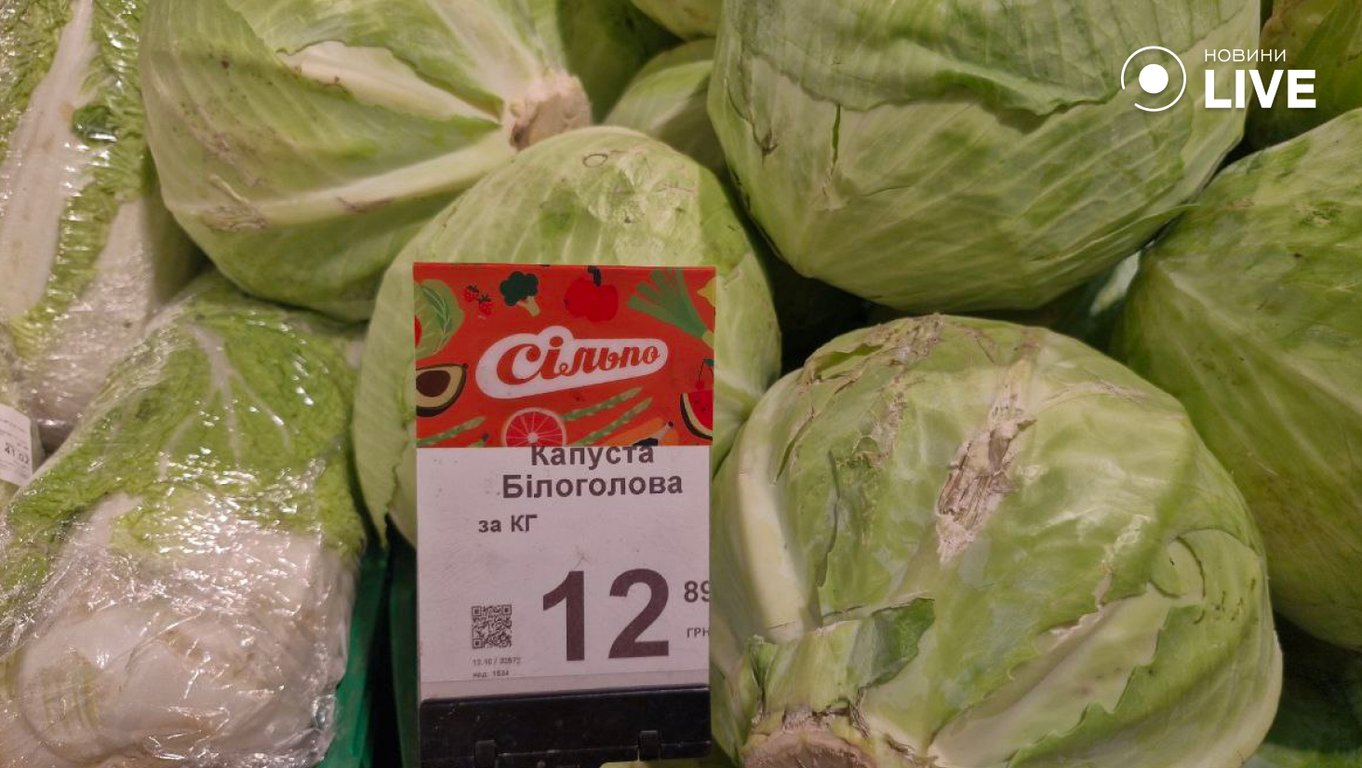 НОВИНИ
LIVE
Сільпо
Капуста
Білоголова
за КГ
12 89
ГРН